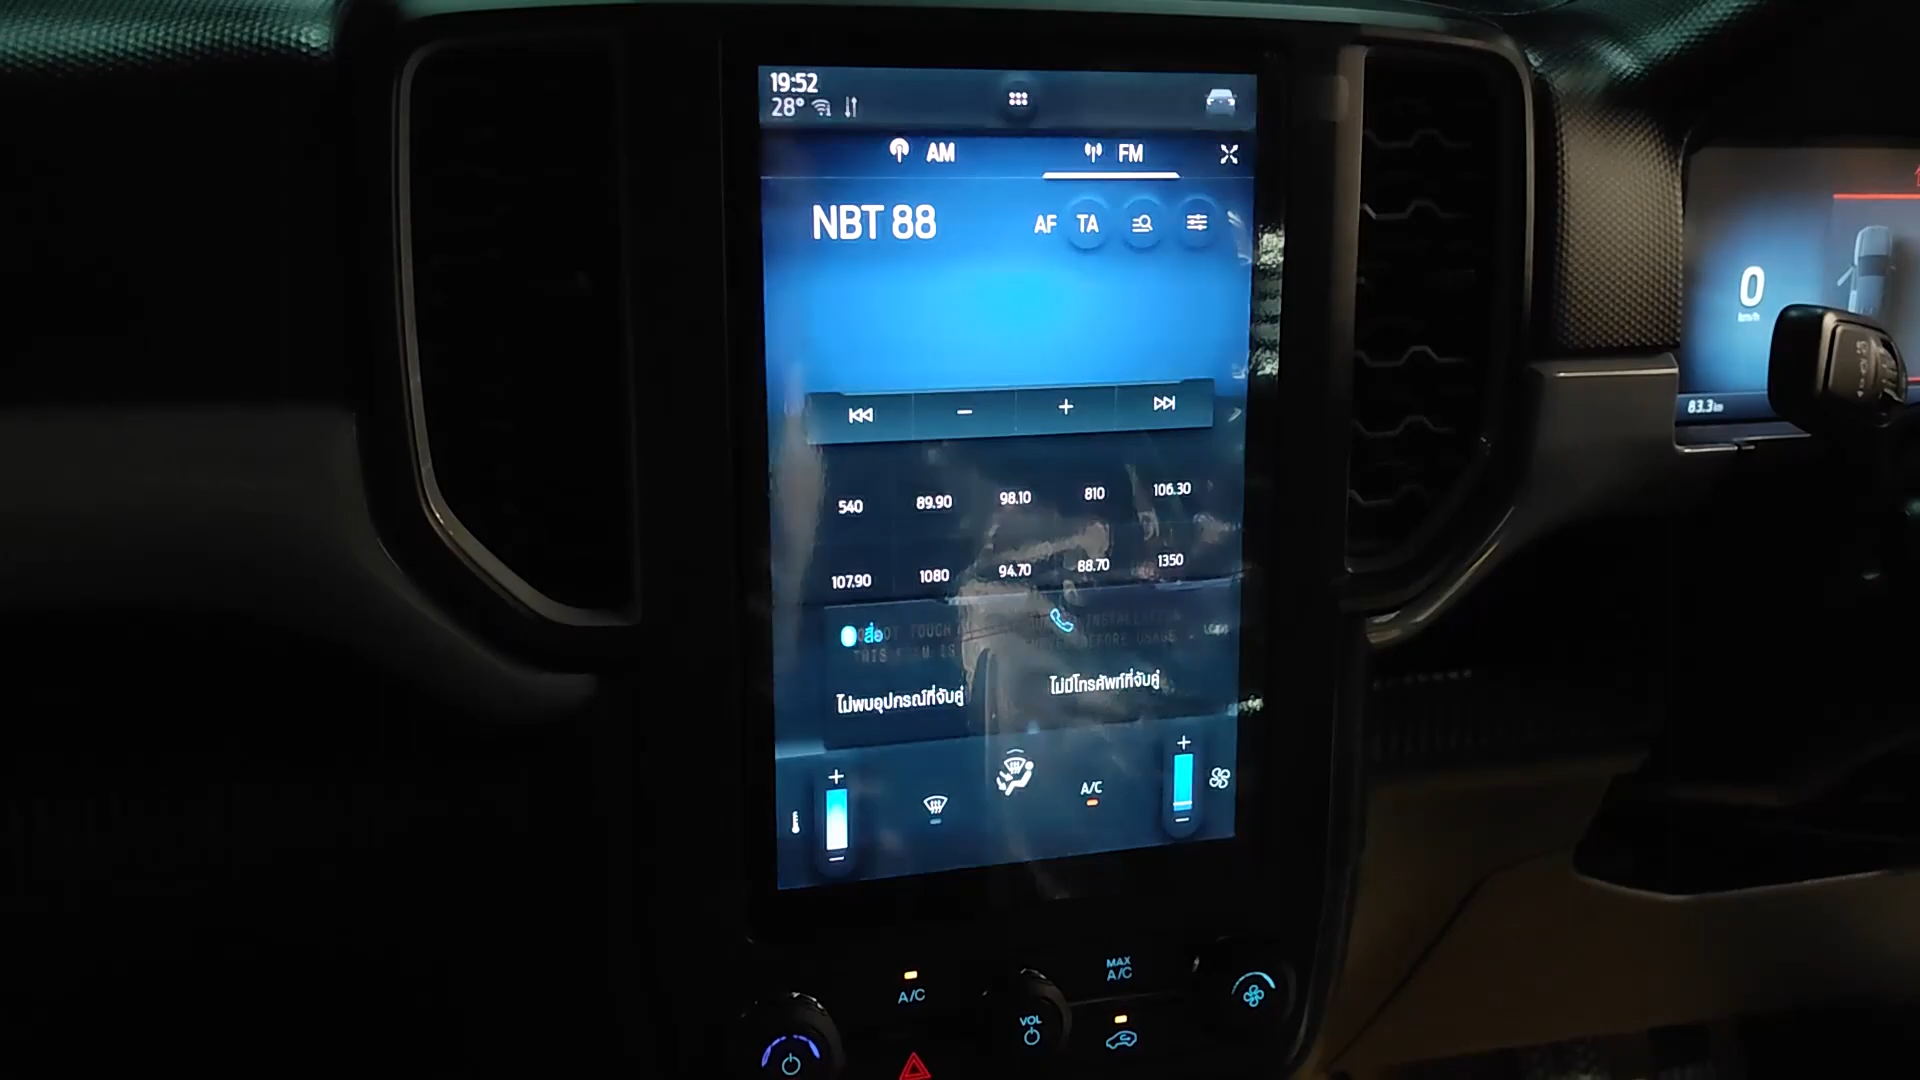 19:52
28°
AM
FM
NBT 88
AF TA
540 89.90 98.10 810 106.30
107.90 1080 94.70 88.70 1350
สื่อ
ไม่พบอุปกรณ์ที่จับคู่
ไม่มีโทรศัพท์ที่จับคู่
A/C
A/C
MAX
A/C
VOL
0
83.3